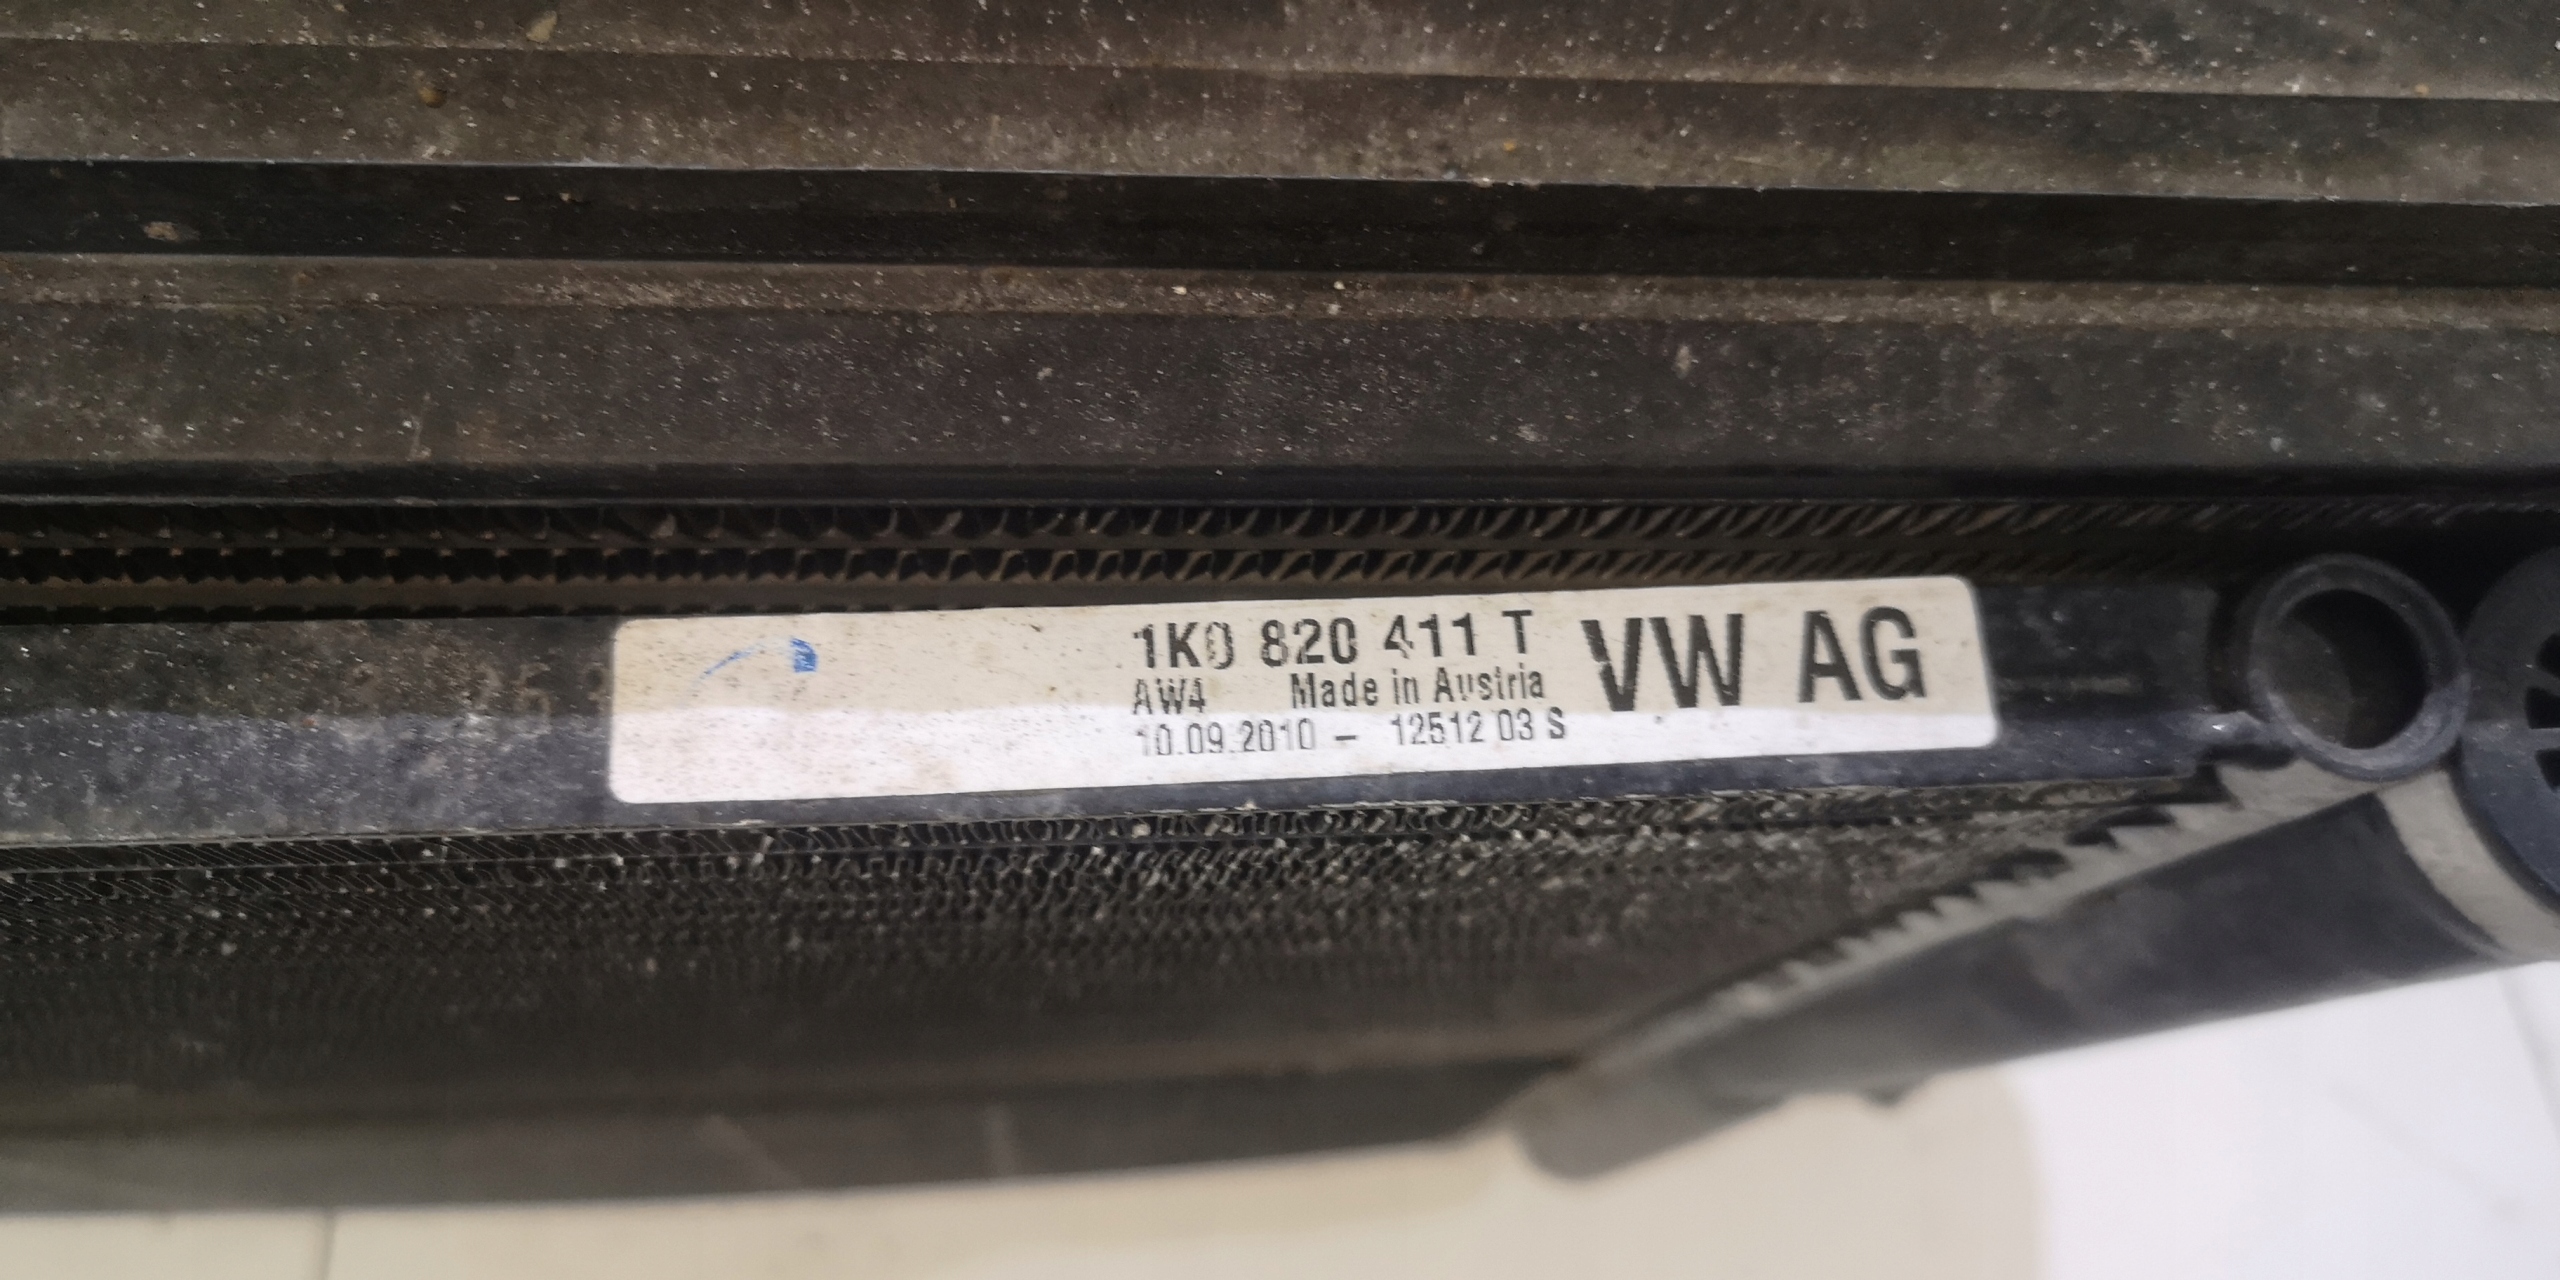 1K0 820 411 T VW AG
AW4 Made in Austria
10.09.2010 - 12512 03 S